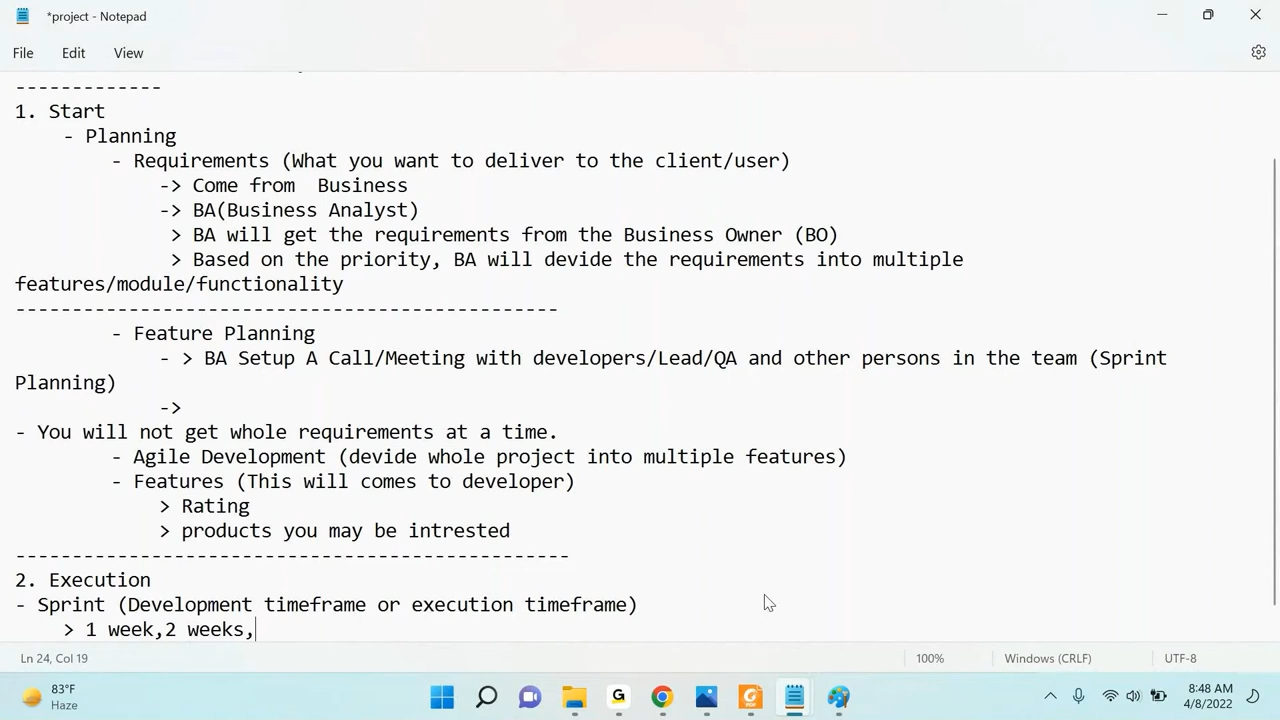 *project - Notepad
File Edit View
-------------
1. Start
- Planning
- Requirements (What you want to deliver to the client/user)
-> Come from  Business
-> BA(Business Analyst)
> BA will get the requirements from the Business Owner (BO)
> Based on the priority, BA will devide the requirements into multiple
features/module/functionality
------------------------------------------------
- Feature Planning
- > BA Setup A Call/Meeting with developers/Lead/QA and other persons in the team (Sprint
Planning)
->
- You will not get whole requirements at a time.
- Agile Development (devide whole project into multiple features)
- Features (This will comes to developer)
> Rating
> products you may be intrested
-------------------------------------------------
2. Execution
- Sprint (Development timeframe or execution timeframe)
> 1 week,2 weeks,
Ln 24, Col 19 100% Windows (CRLF) UTF-8
83°F
Haze
G
PDF
8:48 AM
4/8/2022